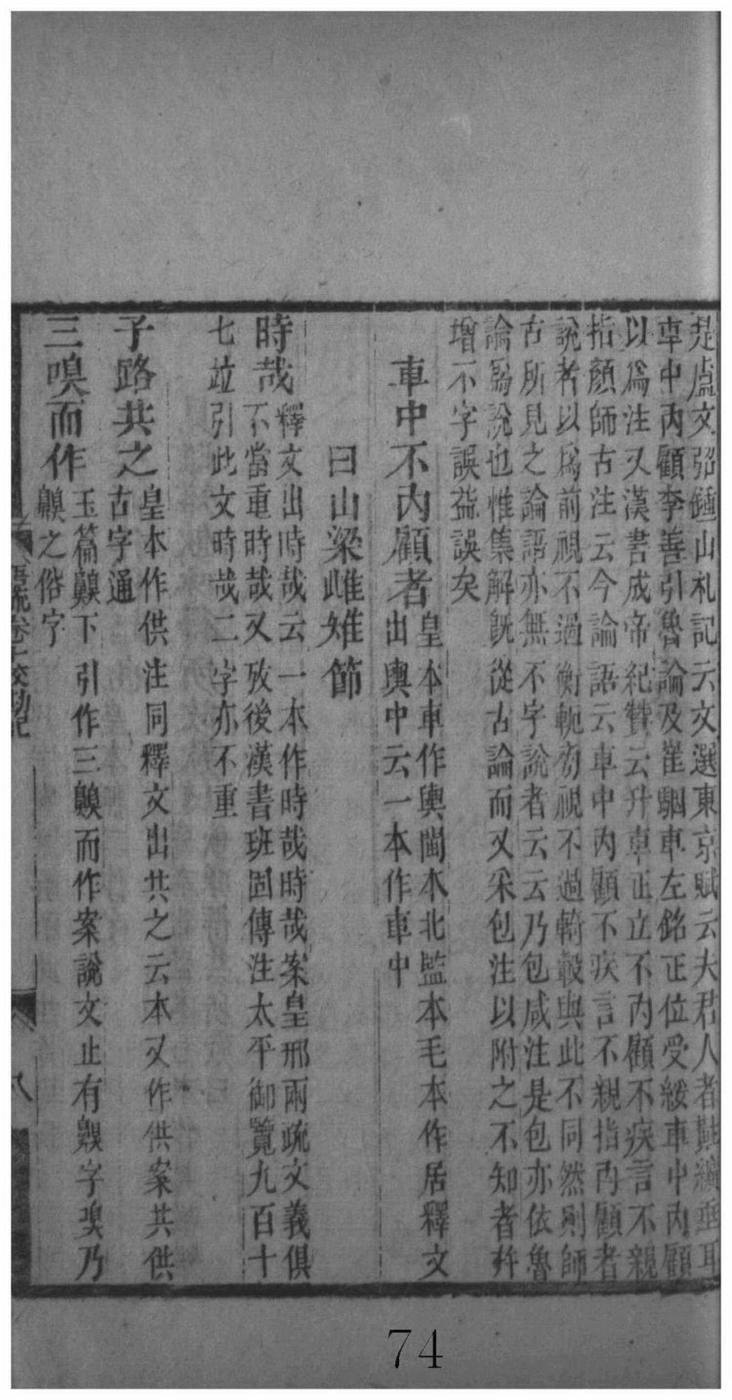 是盧文弨鍾山札記云文選東京賦云夫君人者黈纊塞耳
車中內顧李善引魯論及崔駰車左銘正位受綏車中內顧
以爲注又漢書成帝紀贊云升車正立不內顧不疾言不親
指顏師古注云今論語云車中內顧不疾言不親指內顧者
說者以爲前視不過衡軛旁視不過輢轂與此不同然則師
古所見之論語亦無不字說者云云乃包咸注是包亦依魯
論爲說也惟集解旣從古論而又采包注以附之不知者幷
增不字誤益誤矣
車中不內顧者皇本車作輿閩本北監本毛本作居釋文
出輿中云一本作車中
曰山梁雌雉節
時哉釋文出時哉云一本作時哉時哉案皇邢兩疏文義俱
不當重時哉又攷後漢書班固傳注太平御覽九百十
七竝引此文時哉二字亦不重
子路共之皇本作供注同釋文出共之云本又作供案共供
古字通
三嗅而作玉篇齅下引作三齅而作案說文止有齅字嗅乃
齅之俗字
語疏卷十校勘記
八
74